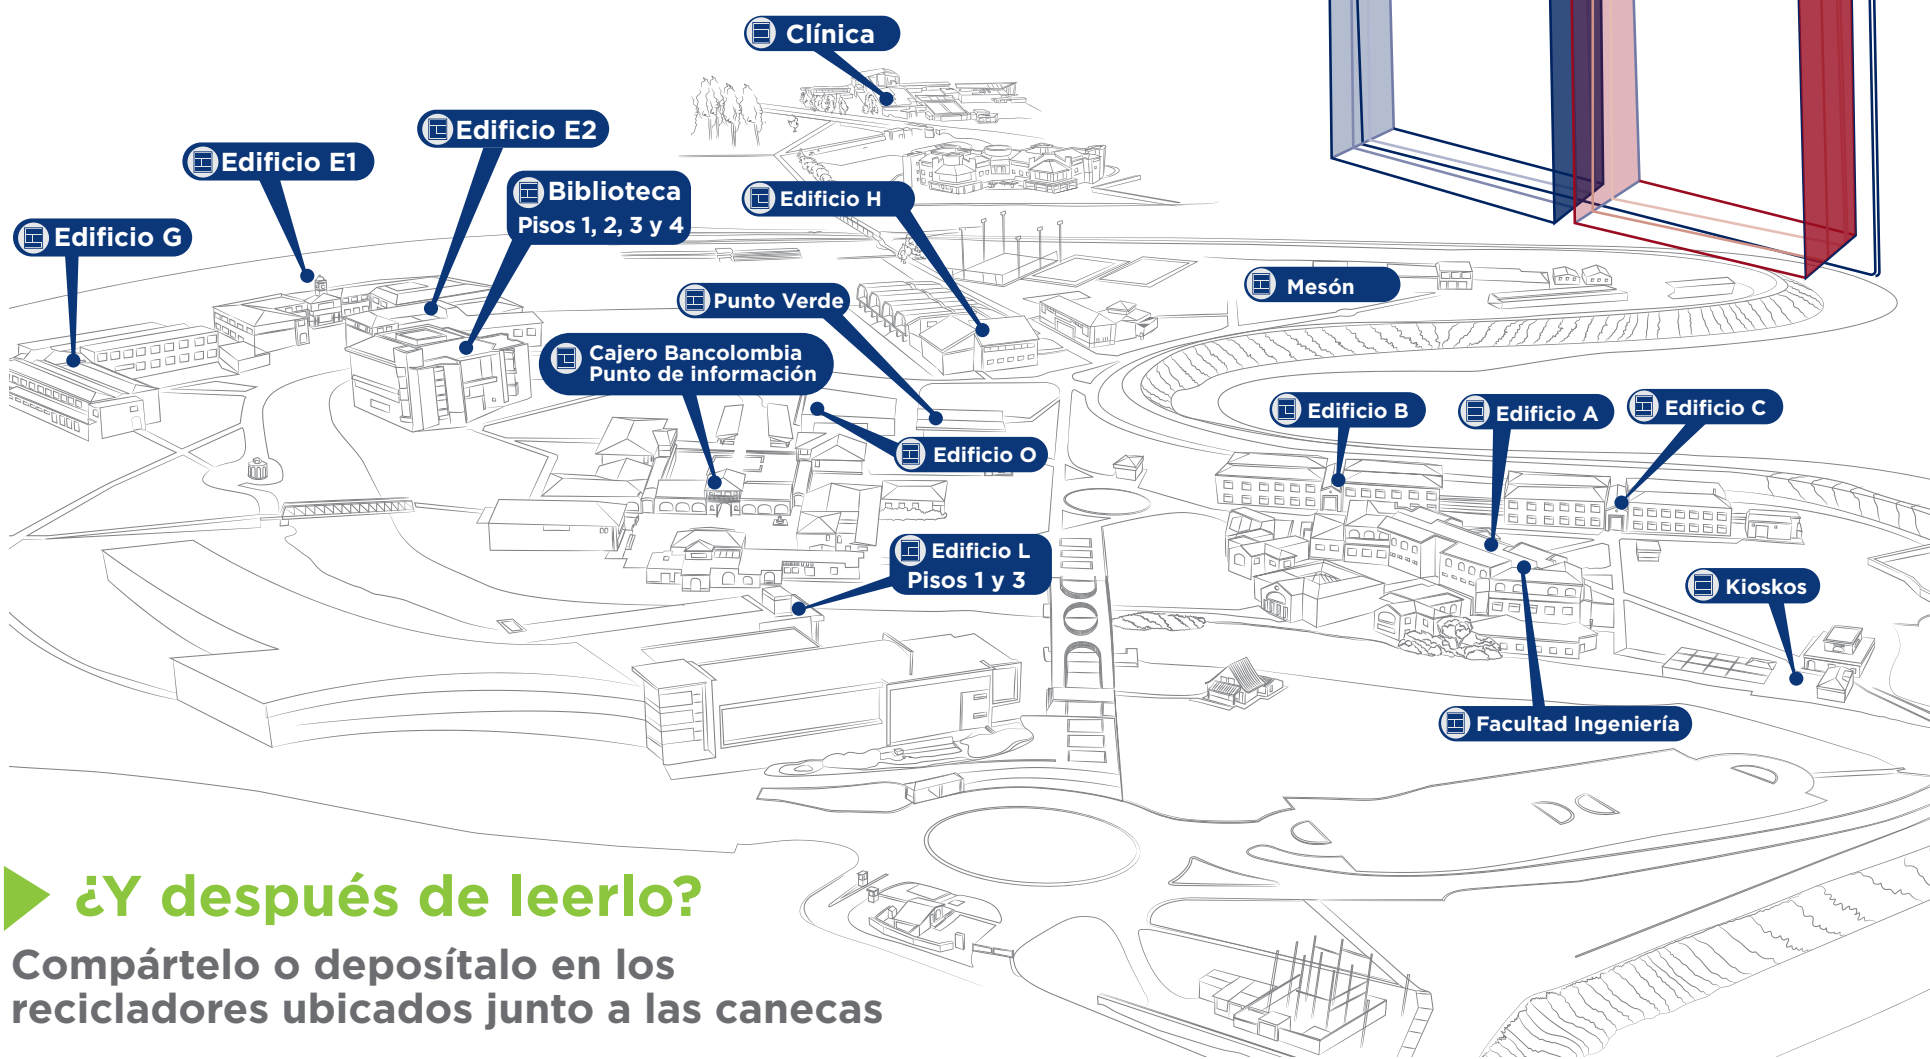 Clínica
Edificio E2
Edificio E1
Biblioteca
Pisos 1, 2, 3 y 4
Edificio H
Edificio G
Mesón
Punto Verde
Cajero Bancolombia
Punto de información
Edificio B
Edificio A
Edificio C
Edificio O
Edificio L
Pisos 1 y 3
Kioskos
Facultad Ingeniería
¿Y después de leerlo?
Compártelo o deposítalo en los
recicladores ubicados junto a las canecas